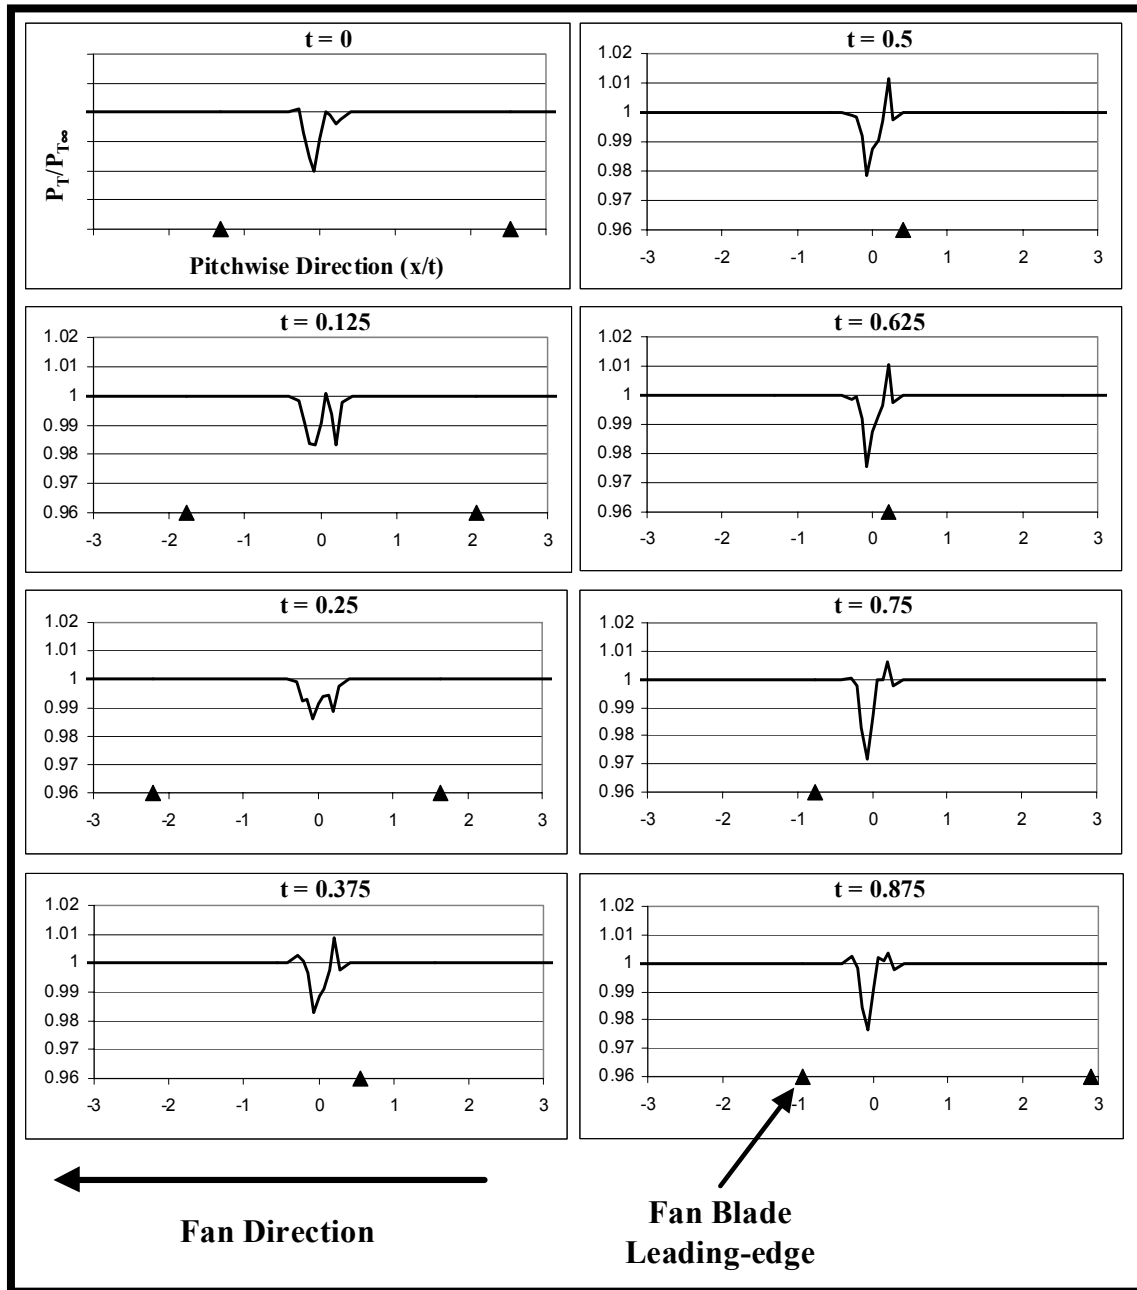 t = 0
P_T/P_T∞
Pitchwise Direction (x/t)
t = 0.5
1.02
1.01
1
0.99
0.98
0.97
0.96
-3 -2 -1 0 1 2 3
t = 0.125
1.02
1.01
1
0.99
0.98
0.97
0.96
-3 -2 -1 0 1 2 3
t = 0.625
1.02
1.01
1
0.99
0.98
0.97
0.96
-3 -2 -1 0 1 2 3
t = 0.25
1.02
1.01
1
0.99
0.98
0.97
0.96
-3 -2 -1 0 1 2 3
t = 0.75
1.02
1.01
1
0.99
0.98
0.97
0.96
-3 -2 -1 0 1 2 3
t = 0.375
1.02
1.01
1
0.99
0.98
0.97
0.96
-3 -2 -1 0 1 2 3
t = 0.875
1.02
1.01
1
0.99
0.98
0.97
0.96
-3 -2 -1 0 1 2 3
Fan Direction
Fan Blade
Leading-edge